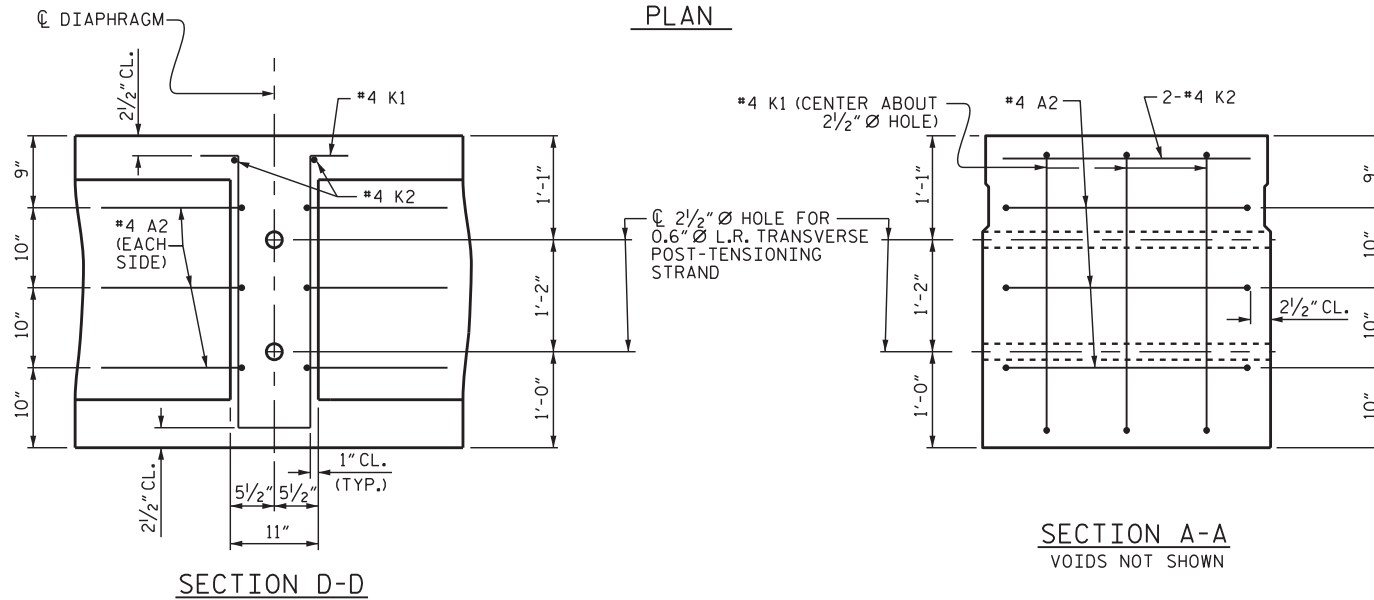 PLAN
℄ DIAPHRAGM
2½" CL.
#4 K1
#4 K2
#4 A2
(EACH
SIDE)
9"
10"
10"
10"
2½" CL.
5½"
5½"
11"
1" CL.
(TYP.)
1'-1"
1'-2"
1'-0"
SECTION D-D
℄ 2½" Ø HOLE FOR
0.6" Ø L.R. TRANSVERSE
POST-TENSIONING
STRAND
#4 K1 (CENTER ABOUT
2½" Ø HOLE)
#4 A2
2-#4 K2
1'-1"
1'-2"
1'-0"
9"
10"
10"
10"
2½" CL.
SECTION A-A
VOIDS NOT SHOWN